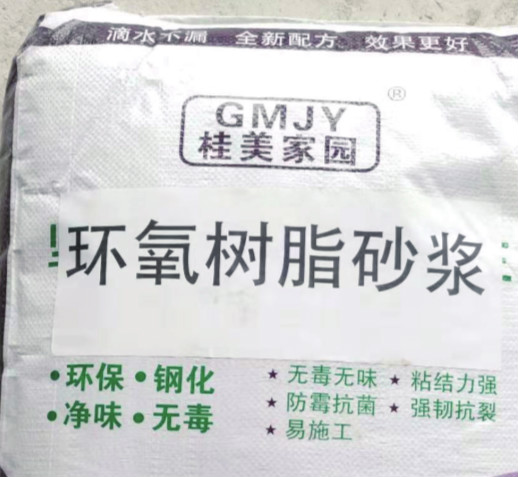 滴水不漏 全新配方 效果更好
®
GMJY
桂美家园
环氧树脂砂浆
•环保•钢化
•净味•无毒
★ 无毒无味 ★ 粘结力强
★ 防霉抗菌 ★ 强韧抗裂
★ 易施工